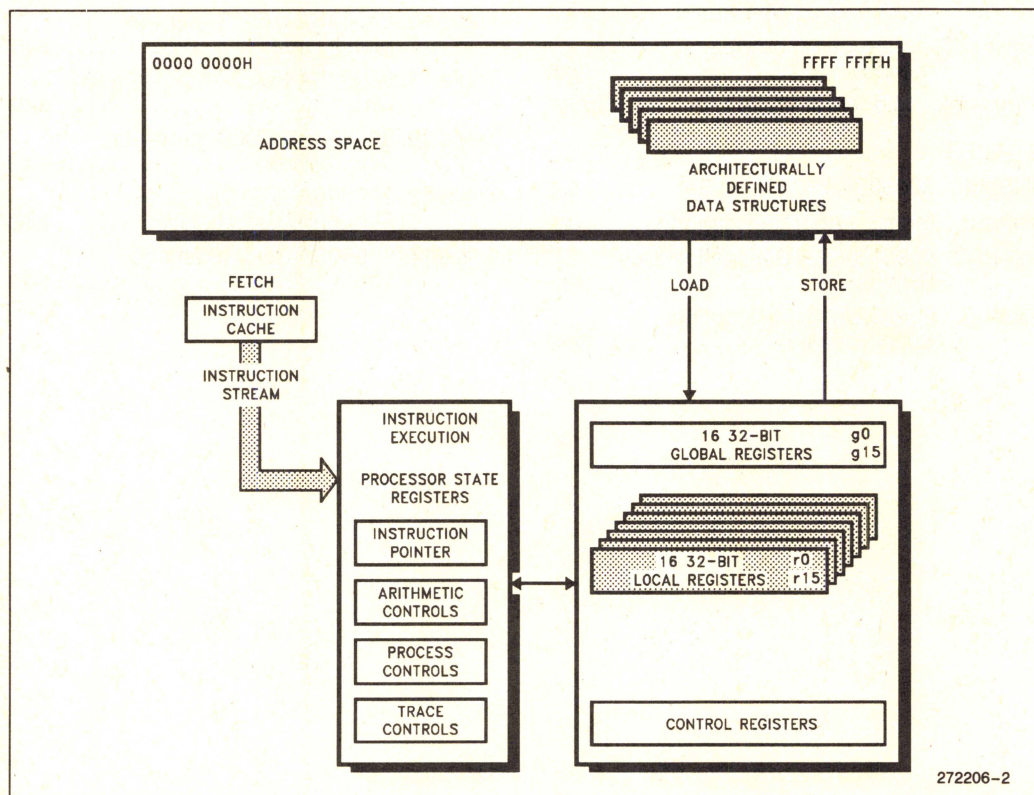 0000 0000H
FFFF FFFFH
ADDRESS SPACE
ARCHITECTURALLY
DEFINED
DATA STRUCTURES
FETCH
LOAD
STORE
INSTRUCTION
CACHE
INSTRUCTION
STREAM
INSTRUCTION
EXECUTION
PROCESSOR STATE
REGISTERS
INSTRUCTION
POINTER
ARITHMETIC
CONTROLS
PROCESS
CONTROLS
TRACE
CONTROLS
16 32-BIT g0
GLOBAL REGISTERS g15
16 32-BIT r0
LOCAL REGISTERS r15
CONTROL REGISTERS
272206-2